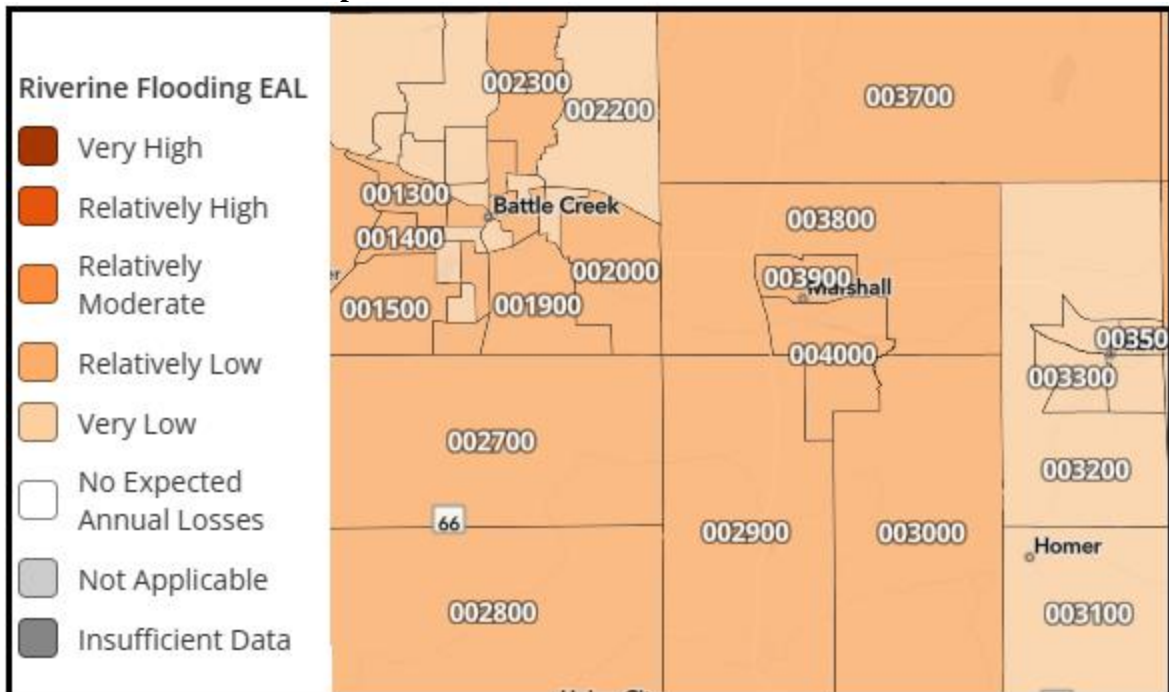 Riverine Flooding EAL
Very High
Relatively High
Relatively
Moderate
Relatively Low
Very Low
No Expected
Annual Losses
Not Applicable
Insufficient Data
002300
002200
003700
001300
Battle Creek
003800
001400
002000
003900
Marshall
001500
001900
00350
004000
003300
002700
003200
66
002900
003000
Homer
002800
003100